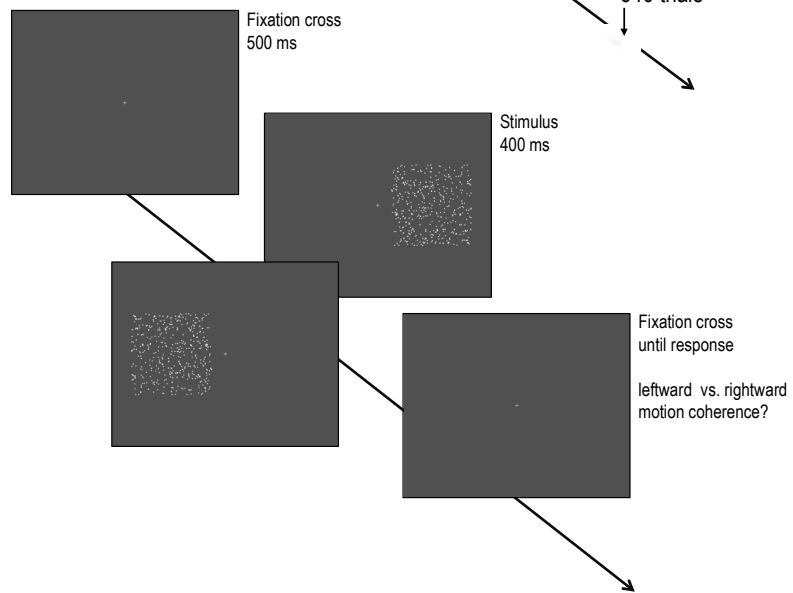 Fixation cross
500 ms
Stimulus
400 ms
Fixation cross
until response
leftward vs. rightward
motion coherence?